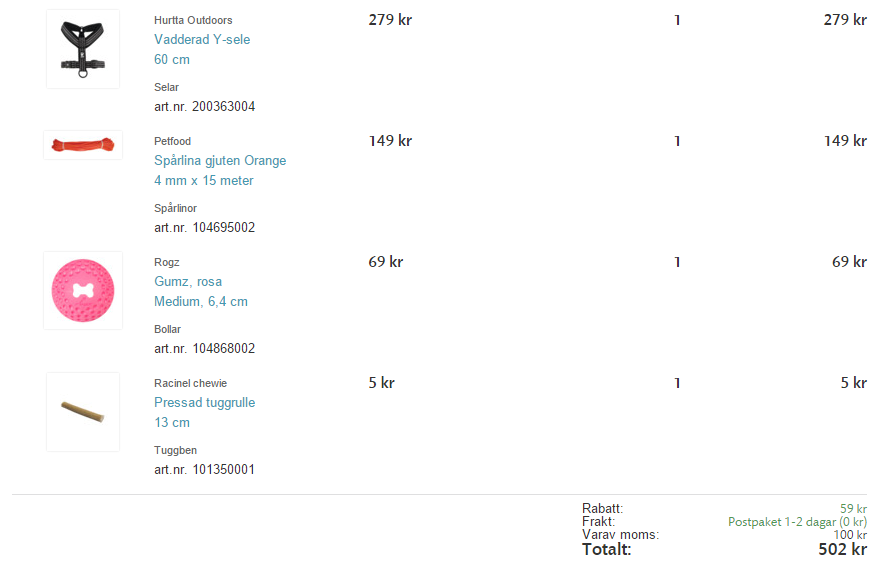 Hurtta Outdoors
279 kr 1 279 kr
Vadderad Y-sele
60 cm
Selar
art.nr. 200363004
Petfood
149 kr 1 149 kr
Spårlina gjuten Orange
4 mm x 15 meter
Spårlinor
art.nr. 104695002
Rogz
69 kr 1 69 kr
Gumz, rosa
Medium, 6,4 cm
Bollar
art.nr. 104868002
Racinel chewie
5 kr 1 5 kr
Pressad tuggrulle
13 cm
Tuggben
art.nr. 101350001
Rabatt: 59 kr
Frakt: Postpaket 1-2 dagar (0 kr)
Varav moms: 100 kr
Totalt: 502 kr